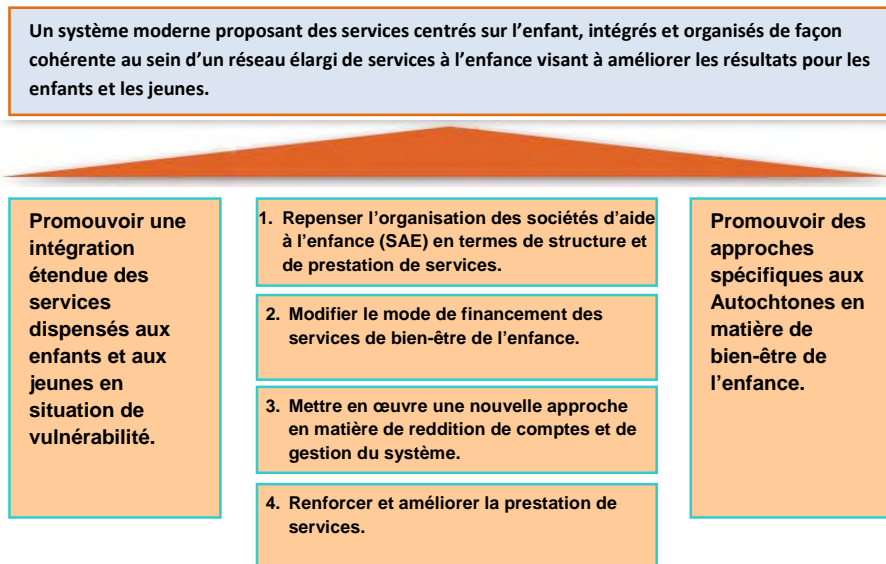 Un système moderne proposant des services centrés sur l’enfant, intégrés et organisés de façon
cohérente au sein d’un réseau élargi de services à l’enfance visant à améliorer les résultats pour les
enfants et les jeunes.
Promouvoir une
intégration
étendue des
services
dispensés aux
enfants et aux
jeunes en
situation de
vulnérabilité.
1. Repenser l’organisation des sociétés d’aide
à l’enfance (SAE) en termes de structure et
de prestation de services.
2. Modifier le mode de financement des
services de bien-être de l’enfance.
3. Mettre en œuvre une nouvelle approche
en matière de reddition de comptes et de
gestion du système.
4. Renforcer et améliorer la prestation de
services.
Promouvoir des
approches
spécifiques aux
Autochtones en
matière de
bien-être de
l’enfance.